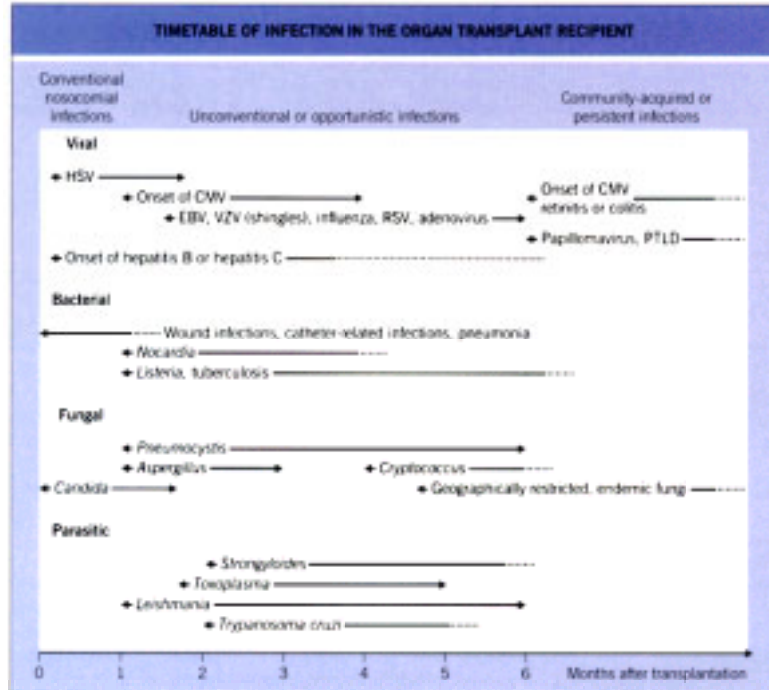 TIMETABLE OF INFECTION IN THE ORGAN TRANSPLANT RECIPIENT
Conventional
nosocomial
infections
Unconventional or opportunistic infections
Community-acquired or
persistent infections
Viral
HSV
Onset of CMV
Onset of CMV
retinitis or colitis
EBV, VZV (shingles), influenza, RSV, adenovirus
Papillomavirus, PTLD
Onset of hepatitis B or hepatitis C
Bacterial
Wound infections, catheter-related infections, pneumonia
Nocardia
Listeria, tuberculosis
Fungal
Pneumocystis
Aspergillus
Cryptococcus
Candida
Geographically restricted, endemic fung
Parasitic
Strongyloides
Toxoplasma
Leishmania
Trypanosoma cruzi
0 1 2 3 4 5 6 Months after transplantation